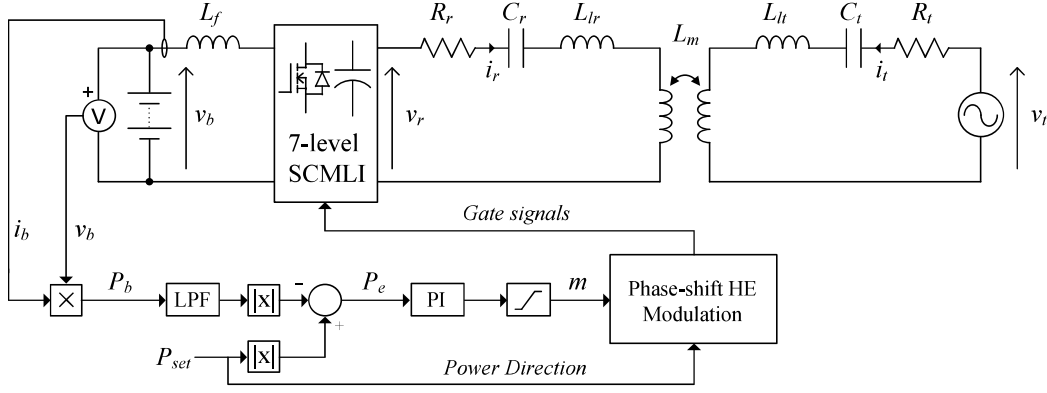 L_f
R_r
C_r
L_lr
L_m
L_lt
C_t
R_t
i_r
i_t
+
V
v_b
v_r
v_t
7-level
SCMLI
Gate signals
i_b
v_b
×
P_b
LPF
|x|
-
+
P_e
PI
m
Phase-shift HE
Modulation
P_set
|x|
Power Direction